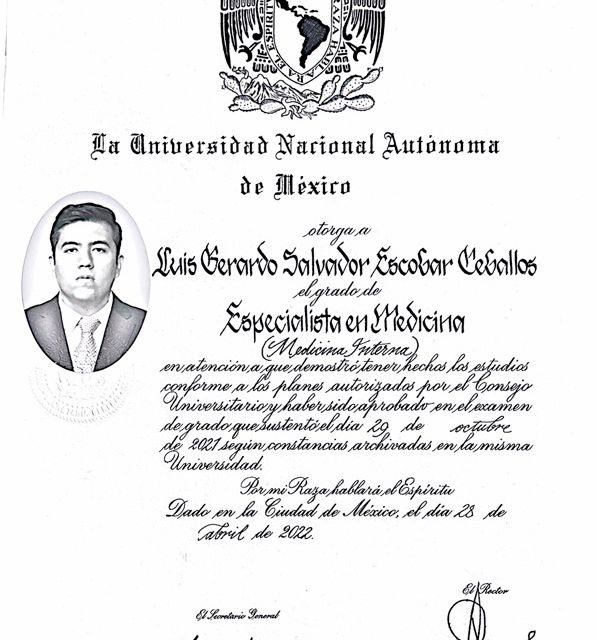 ESPIRITU
RAZA HABLARA EL
La Universidad Nacional Autónoma
de México
otorga a
Luis Gerardo Salvador Escobar Ceballos
el grado de
Especialista en Medicina
(Medicina Interna)
en atención a que demostró tener hechos los estudios
conforme a los planes autorizados por el Consejo
Universitario y haber sido aprobado en el examen
de grado que sustentó el día 29 de octubre
de 2021 según constancias archivadas en la misma
Universidad.
Por mi Raza hablará el Espíritu
Dado en la Ciudad de México, el día 28 de
abril de 2022.
El Rector
El Secretario General